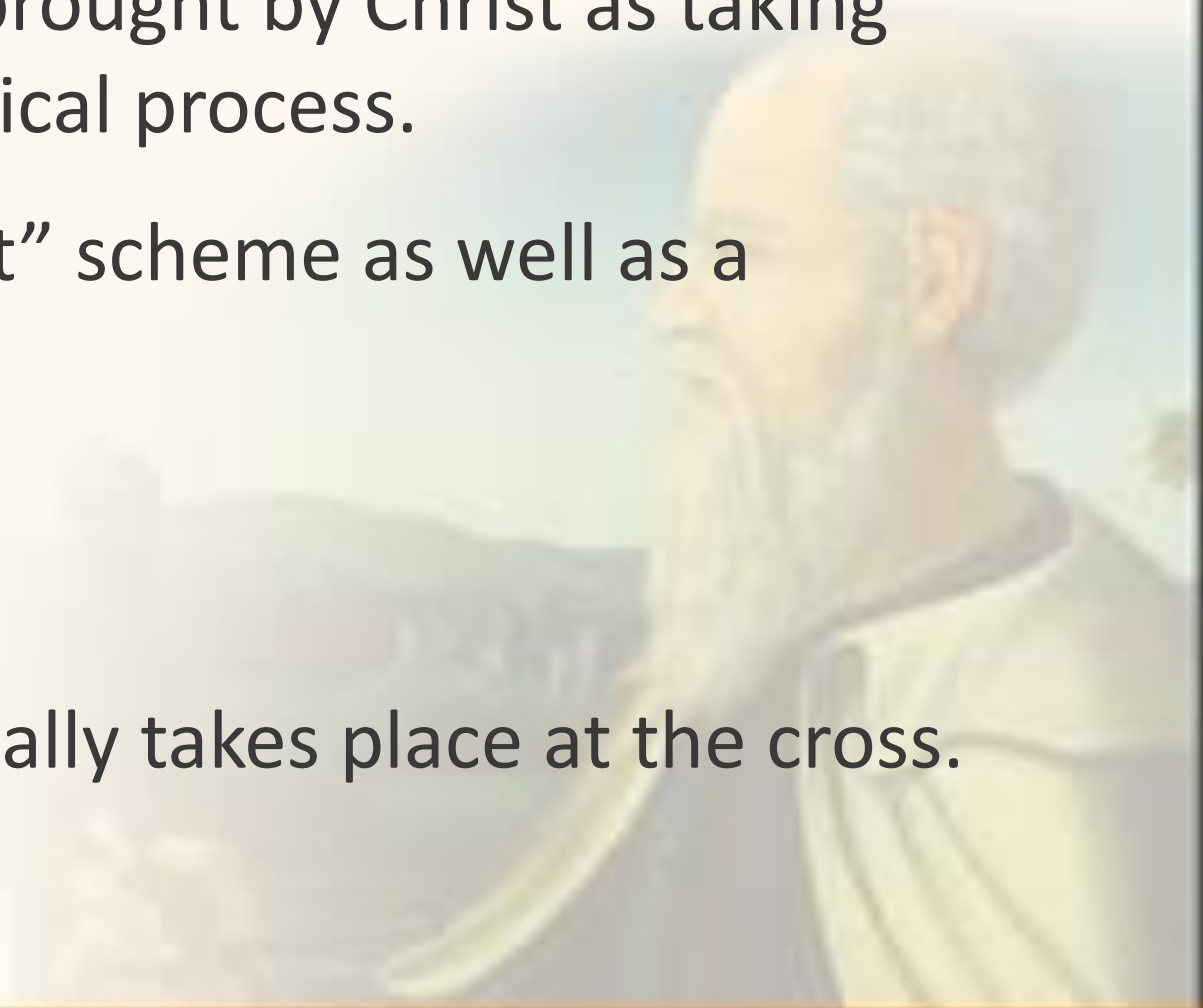 brought by Christ as taking
ical process.
t” scheme as well as a
ally takes place at the cross.